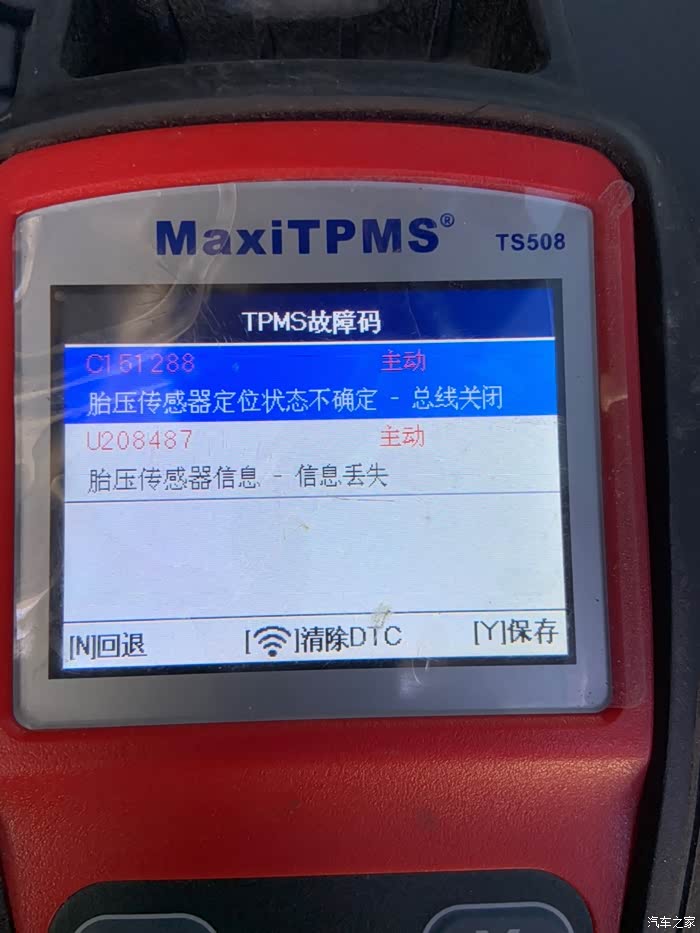 MaxiTPMS®
TS508
TPMS故障码
C151288 主动
胎压传感器定位状态不确定 - 总线关闭
U208487 主动
胎压传感器信息 - 信息丢失
[N]回退 []清除DTC [Y]保存
汽车之家